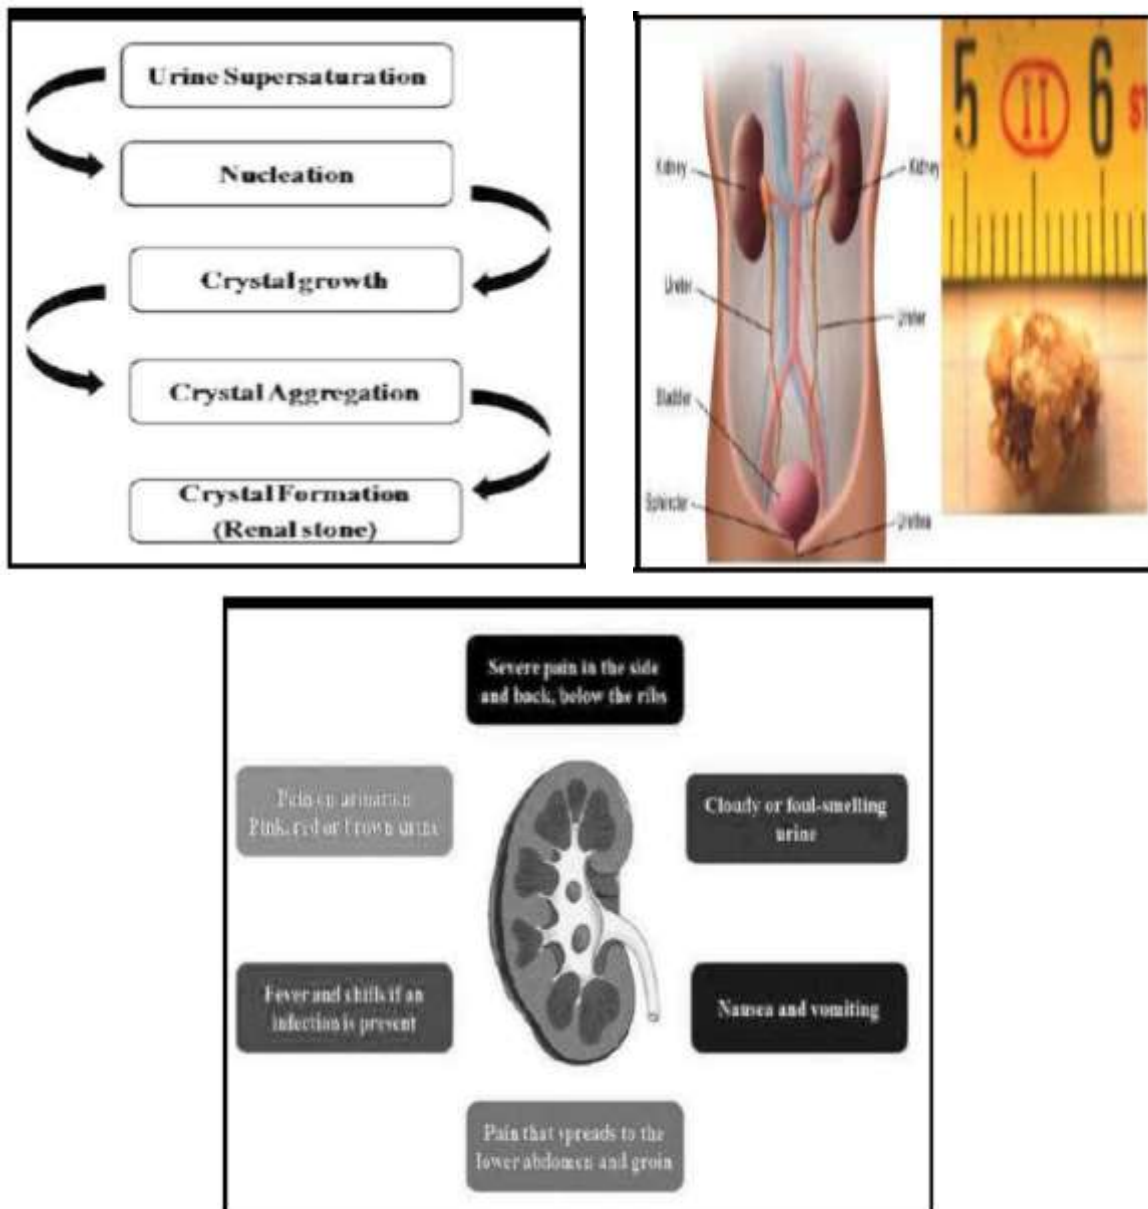 Urine Supersaturation
Nucleation
Crystal growth
Crystal Aggregation
Crystal Formation
(Renal stone)
5 II 6
Kidney
Kidney
Ureter
Ureter
Bladder
Sphincter
Urethra
Severe pain in the side
and back, below the ribs
Pain on urination
Pink, red or brown urine
Cloudy or foul-smelling
urine
Fever and chills if an
infection is present
Nausea and vomiting
Pain that spreads to the
lower abdomen and groin